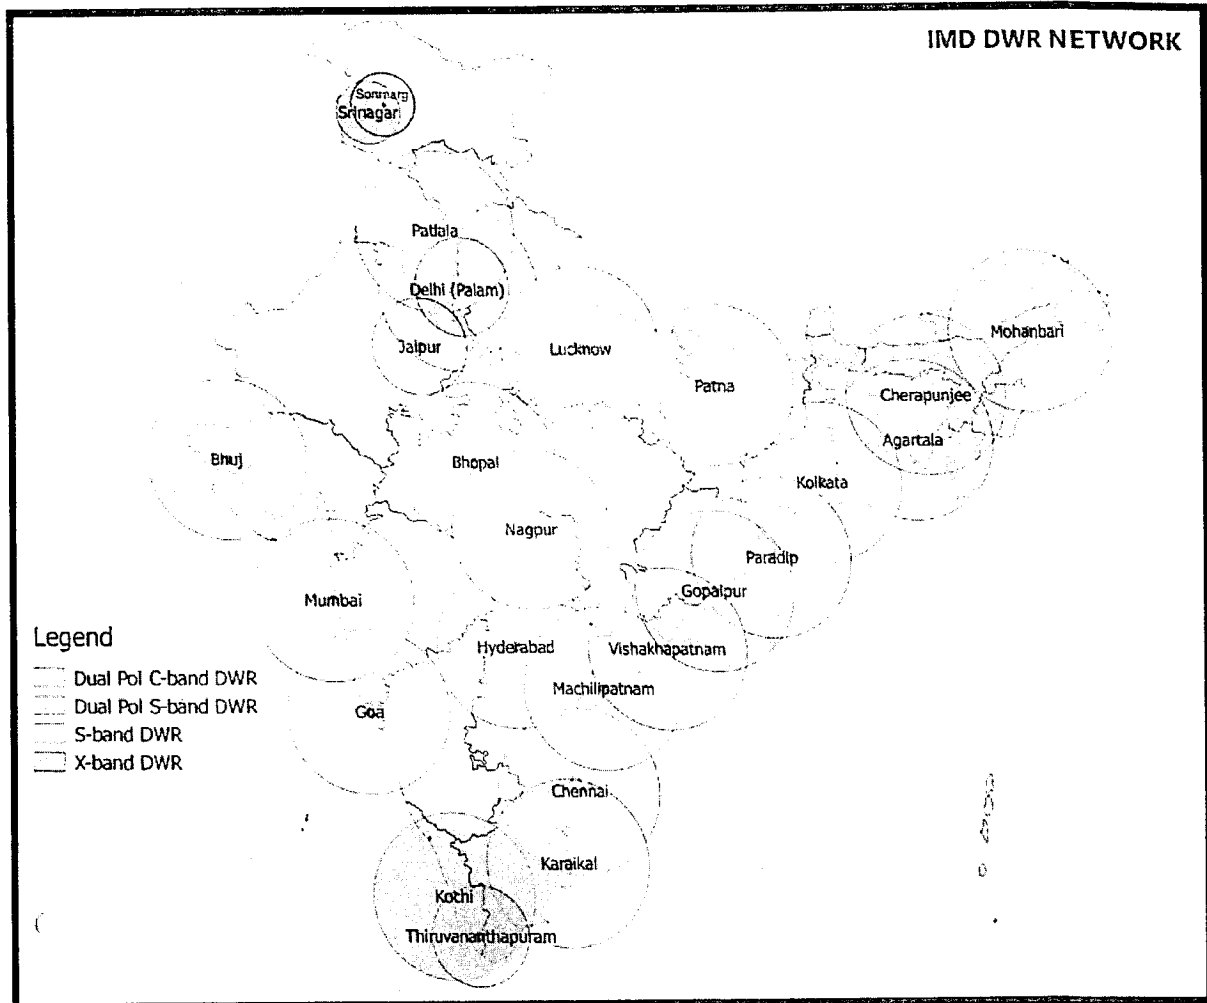 IMD DWR NETWORK
Sonmarg
Srinagar
Patiala
Delhi (Palam)
Jaipur
Lucknow
Patna
Mohanbari
Cherapunjee
Agartala
Bhuj
Bhopal
Kolkata
Nagpur
Paradip
Gopalpur
Mumbai
Hyderabad
Vishakhapatnam
Machilipatnam
Goa
Legend
Dual Pol C-band DWR
Dual Pol S-band DWR
S-band DWR
X-band DWR
Chennai
Karaikal
Kochi
Thiruvananthapuram